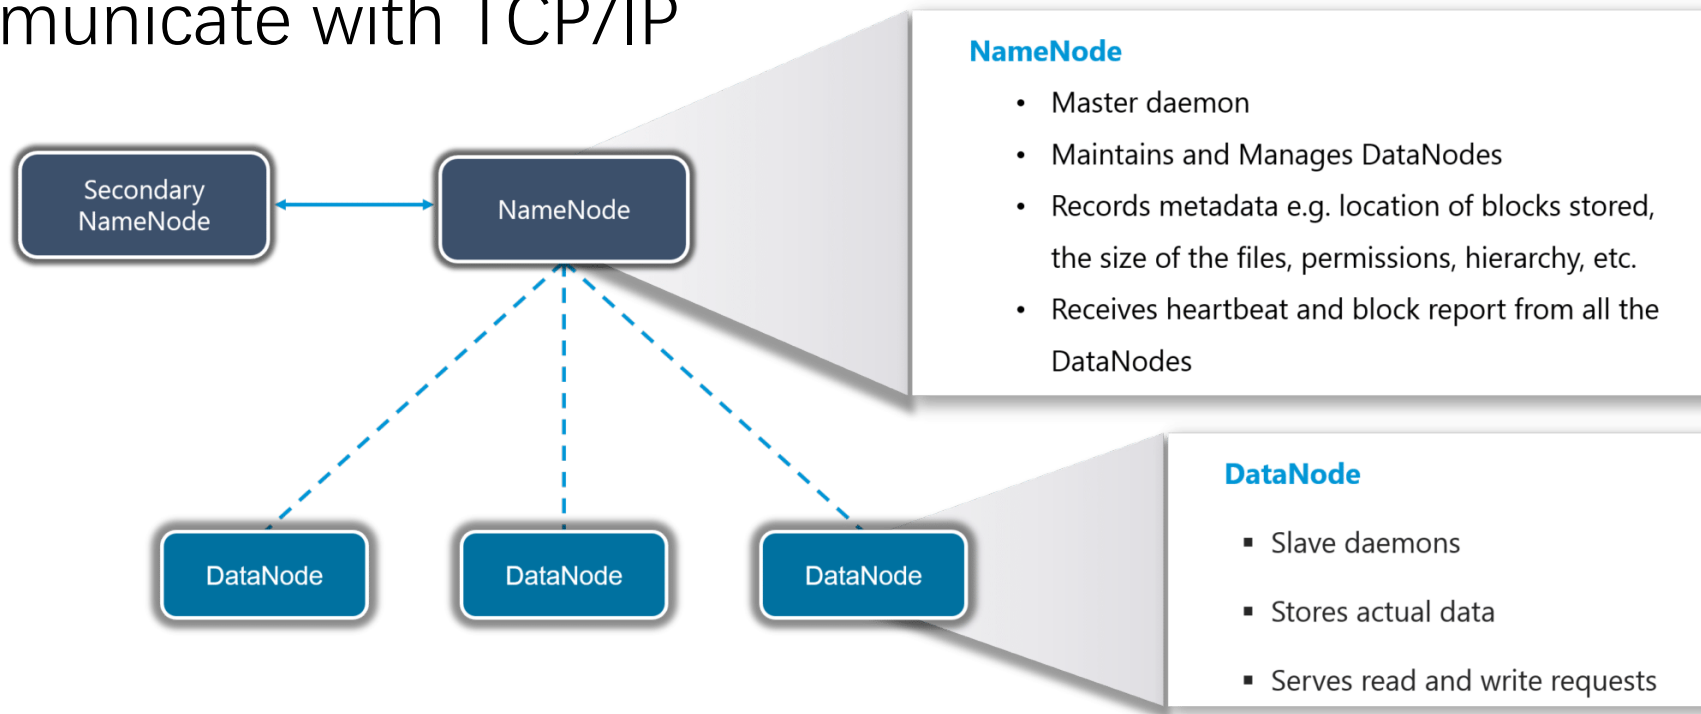 municate with TCP/IP
NameNode
• Master daemon
• Maintains and Manages DataNodes
• Records metadata e.g. location of blocks stored,
the size of the files, permissions, hierarchy, etc.
• Receives heartbeat and block report from all the
DataNodes
Secondary
NameNode
NameNode
DataNode
DataNode
DataNode
DataNode
▪ Slave daemons
▪ Stores actual data
▪ Serves read and write requests